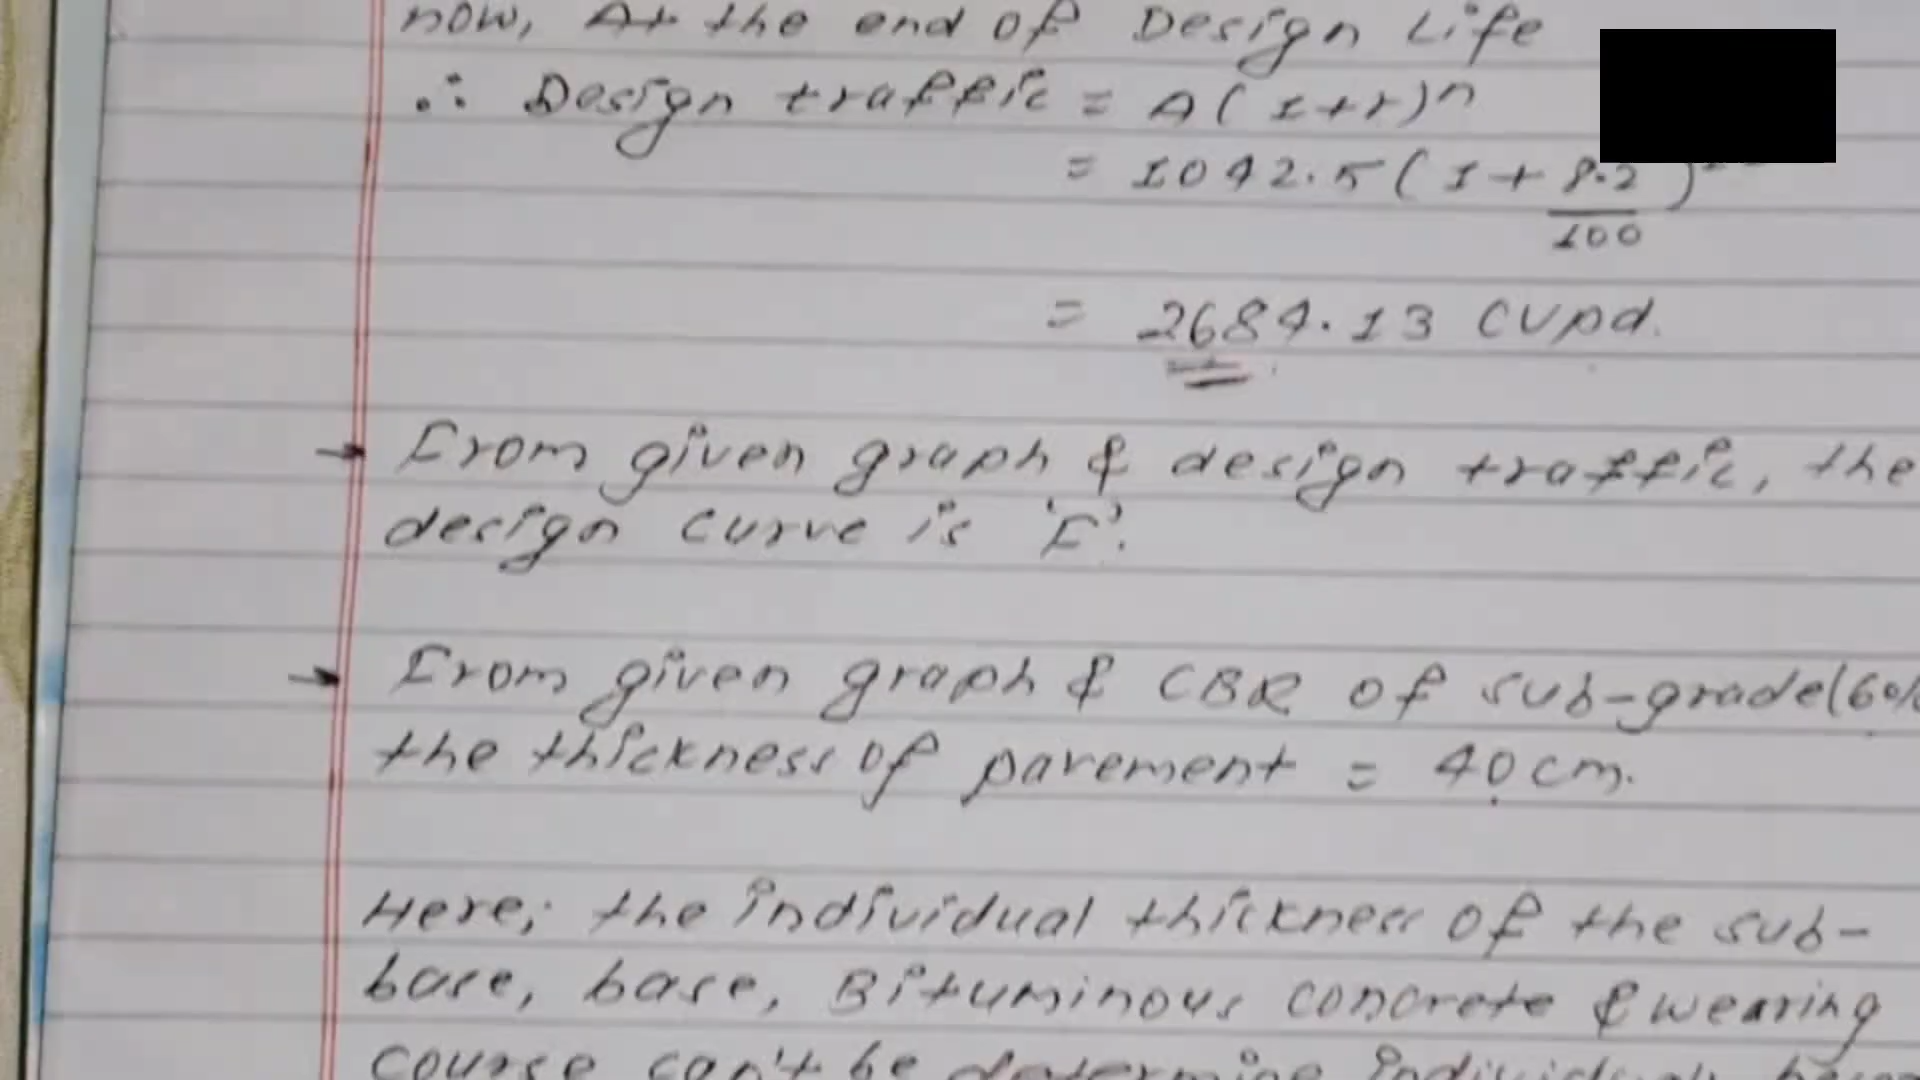 now, At the end of Design Life
∴ Design traffic = A(1+r)ⁿ
= 1042.5(1+8.2/100)
= 2684.13 cvpd.
→ From given graph & design traffic, the
design curve is 'F'.
→ From given graph & CBR of sub-grade(6%
the thickness of pavement = 40cm.
Here; the individual thickness of the sub-
base, base, Bituminous concrete & wearing
course can't be determine individual